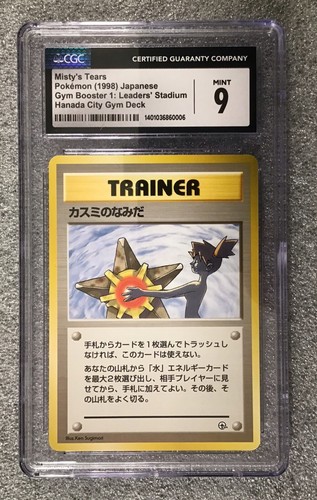 CGC
CERTIFIED GUARANTY COMPANY
Misty's Tears
Pokémon (1998) Japanese
Gym Booster 1: Leaders' Stadium
Hanada City Gym Deck
1401036860006
MINT
9
TRAINER
カスミのなみだ
手札からカードを1枚選んでトラッシュし
なければ、このカードは使えない。
あなたの山札から「水」エネルギーカード
を最大2枚選び出し、相手プレイヤーに見
せてから、手札に加えてよい。その後、そ
の山札をよく切る。
Illus.Ken Sugimori